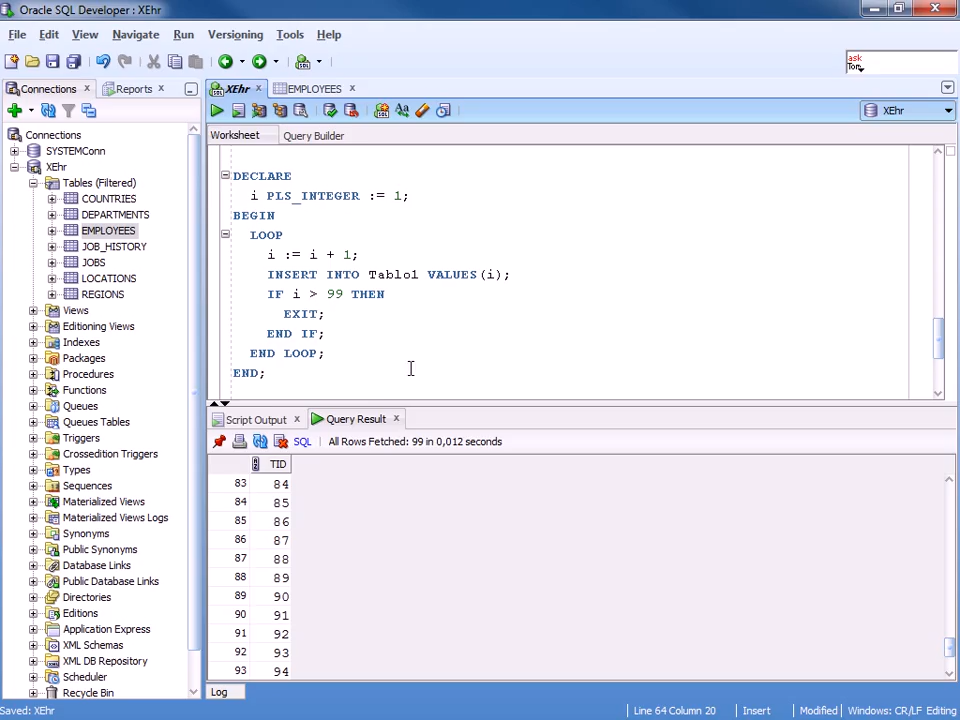 Oracle SQL Developer : XEhr
File Edit View Navigate Run Versioning Tools Help
ask
Tom
Connections
Reports
XEhr
EMPLOYEES
XEhr
Worksheet
Query Builder
Connections
SYSTEMConn
XEhr
Tables (Filtered)
COUNTRIES
DEPARTMENTS
EMPLOYEES
JOB_HISTORY
JOBS
LOCATIONS
REGIONS
Views
Editioning Views
Indexes
Packages
Procedures
Functions
Queues
Queues Tables
Triggers
Crossedition Triggers
Types
Sequences
Materialized Views
Materialized Views Logs
Synonyms
Public Synonyms
Database Links
Public Database Links
Directories
Editions
Application Express
XML Schemas
XML DB Repository
Scheduler
Recycle Bin
DECLARE
i PLS_INTEGER := 1;
BEGIN
LOOP
i := i + 1;
INSERT INTO Tablo1 VALUES(i);
IF i > 99 THEN
EXIT;
END IF;
END LOOP;
END;
Script Output
Query Result
SQL | All Rows Fetched: 99 in 0,012 seconds
TID
83 84
84 85
85 86
86 87
87 88
88 89
89 90
90 91
91 92
92 93
93 94
Log
Saved: XEhr
Line 64 Column 20
Insert
Modified
Windows: CR/LF Editing